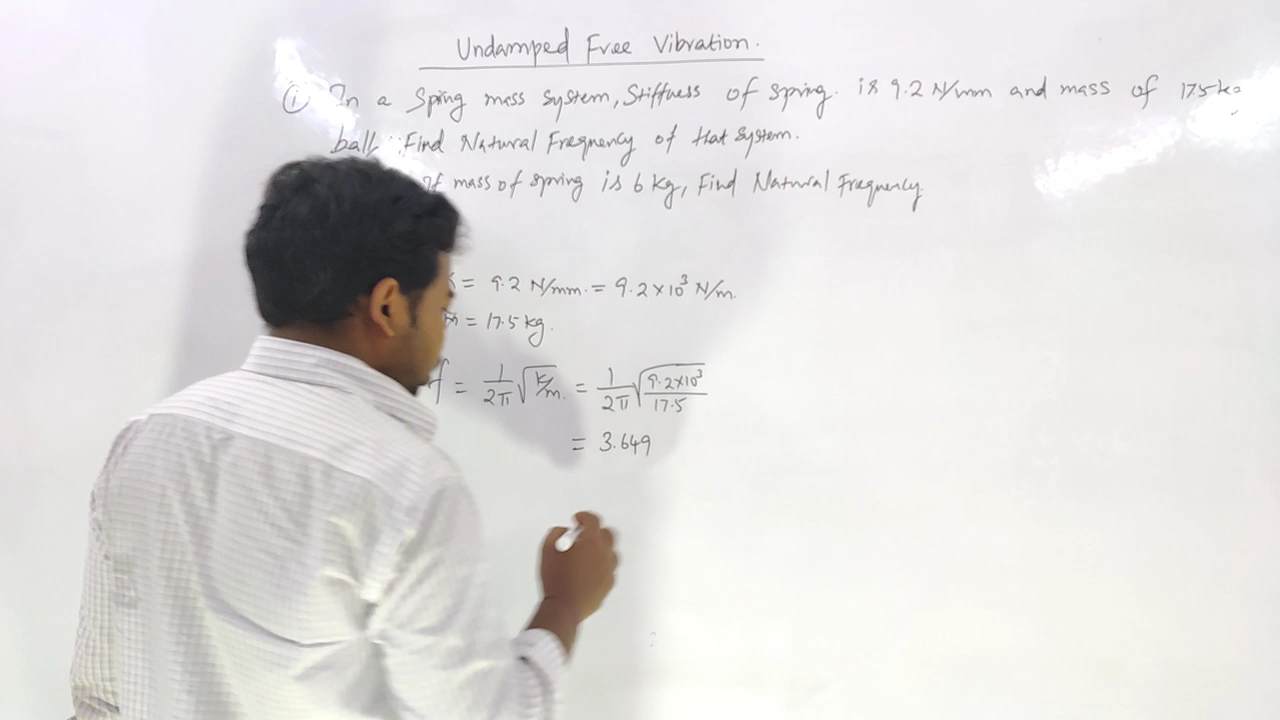 Undamped Free Vibration.
① In a Spring mass System, Stiffness of Spring. is 9.2 N/mm and mass of 17.5 kg
ball. Find Natural Frequency of that System.
If mass of spring is 6 kg, Find Natural Frequency
K = 9.2 N/mm. = 9.2×10³ N/m.
m = 17.5 kg.
f = 1/2π √k/m. = 1/2π √9.2×10³/17.5
= 3.649